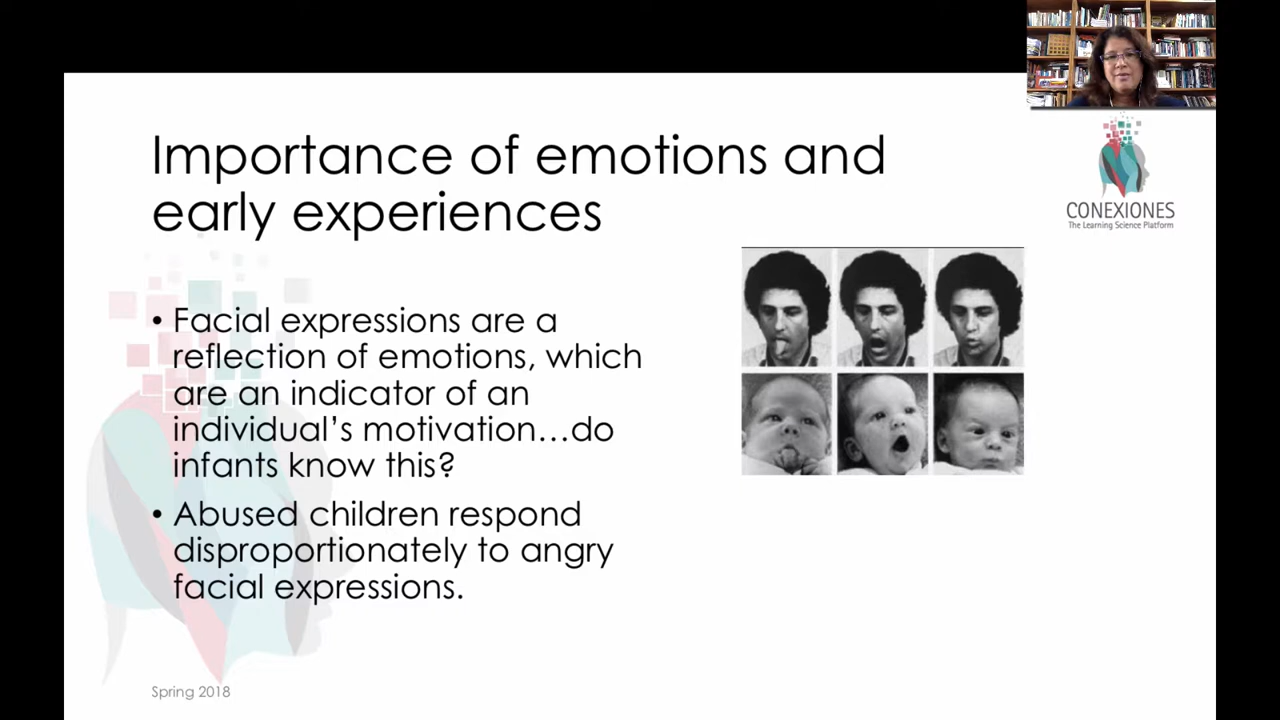 Importance of emotions and
early experiences
• Facial expressions are a
reflection of emotions, which
are an indicator of an
individual’s motivation…do
infants know this?
• Abused children respond
disproportionately to angry
facial expressions.
CONEXIONES
The Learning Science Platform
Spring 2018